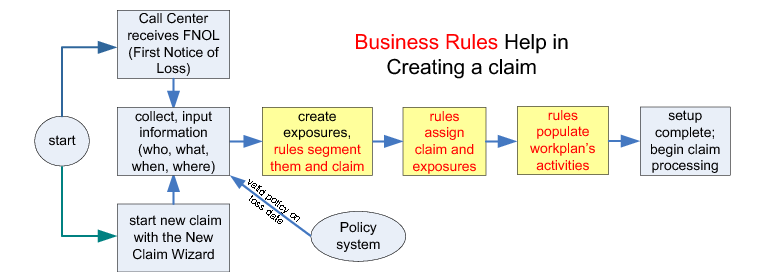 Call Center
receives FNOL
(First Notice of
Loss)
Business Rules Help in
Creating a claim
start
collect, input
information
(who, what,
when, where)
create
exposures,
rules segment
them and claim
rules
assign
claim and
exposures
rules
populate
workplan's
activities
setup
complete;
begin claim
processing
valid policy on
loss date
start new claim
with the New
Claim Wizard
Policy
system